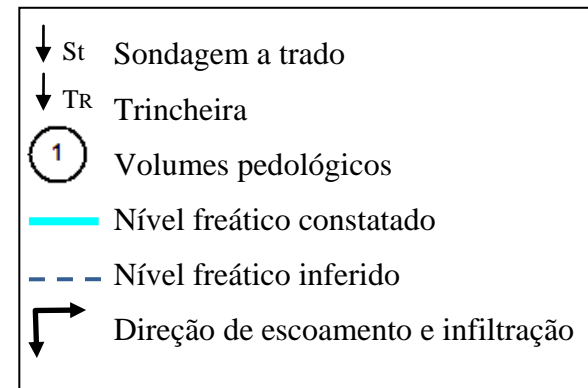 St Sondagem a trado
TR Trincheira
1 Volumes pedológicos
Nível freático constatado
Nível freático inferido
Direção de escoamento e infiltração